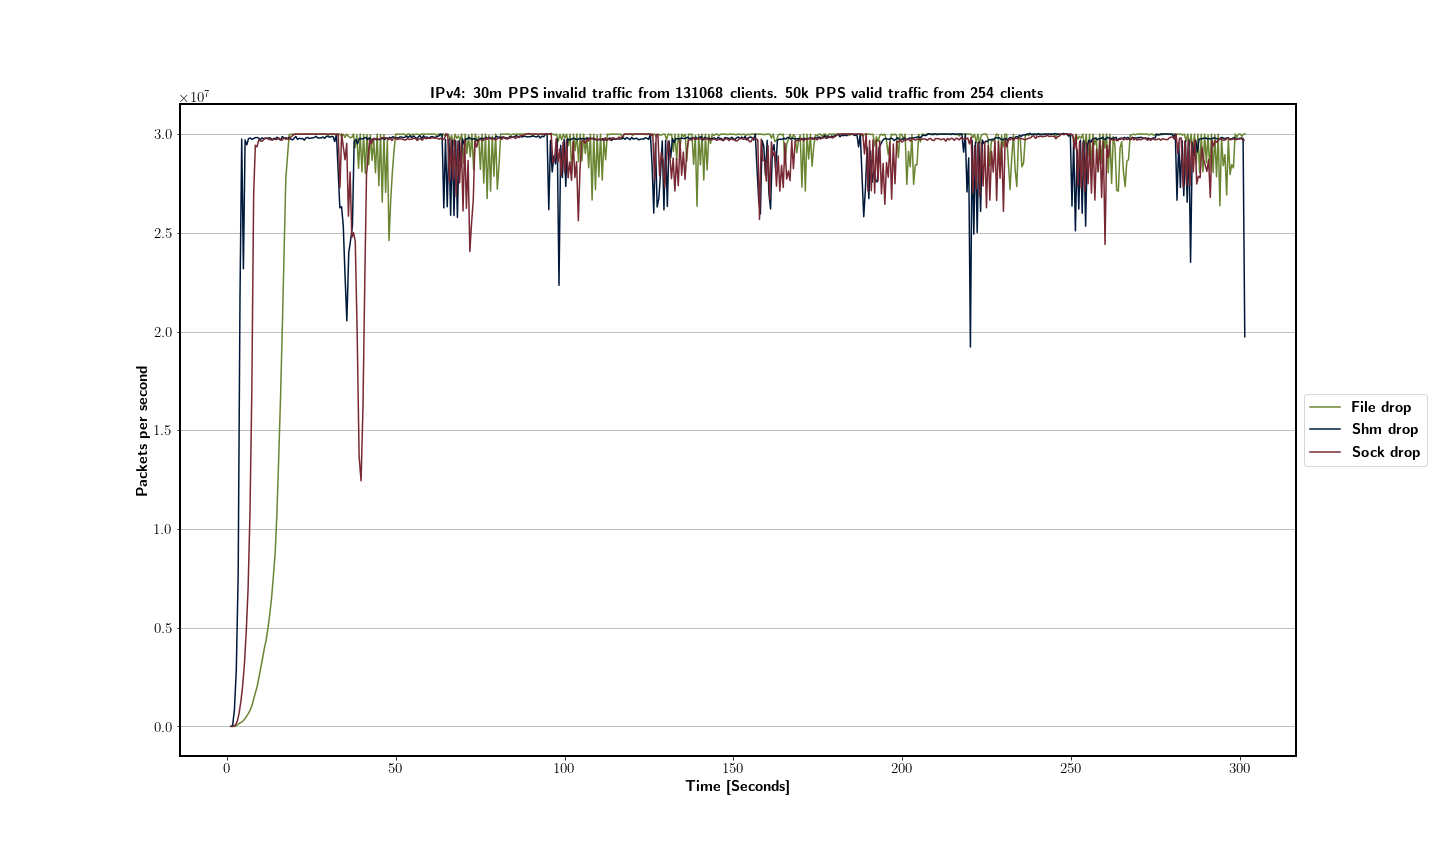 IPv4: 30m PPS invalid traffic from 131068 clients. 50k PPS valid traffic from 254 clients
×10⁷
3.0
2.5
2.0
1.5
1.0
0.5
0.0
Packets per second
0 50 100 150 200 250 300
Time [Seconds]
File drop
Shm drop
Sock drop